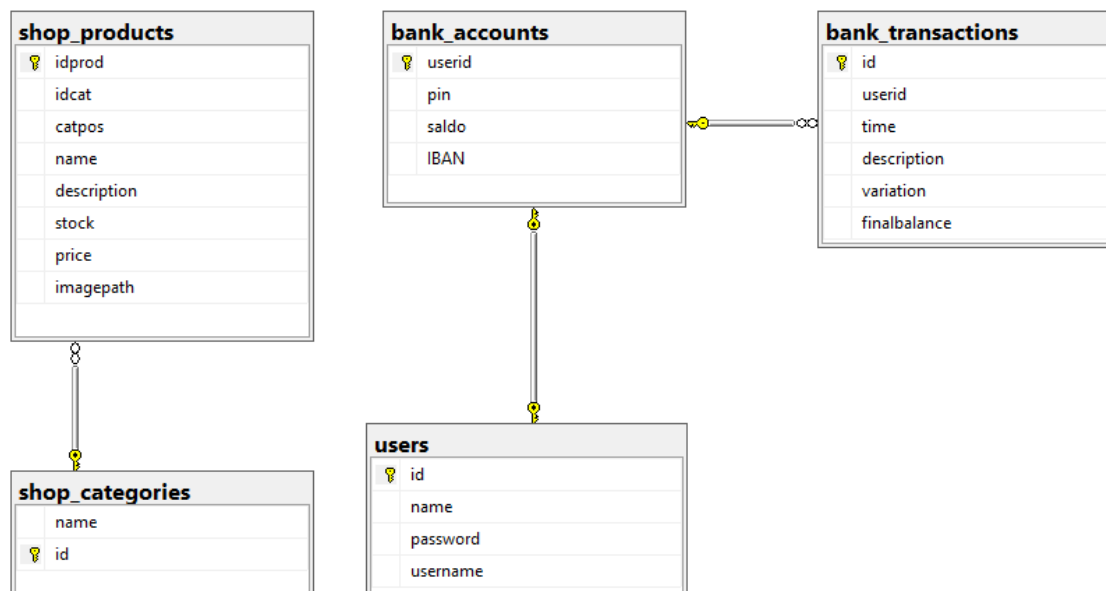 shop_products
idprod
idcat
catpos
name
description
stock
price
imagepath
bank_accounts
userid
pin
saldo
IBAN
bank_transactions
id
userid
time
description
variation
finalbalance
shop_categories
name
id
users
id
name
password
username